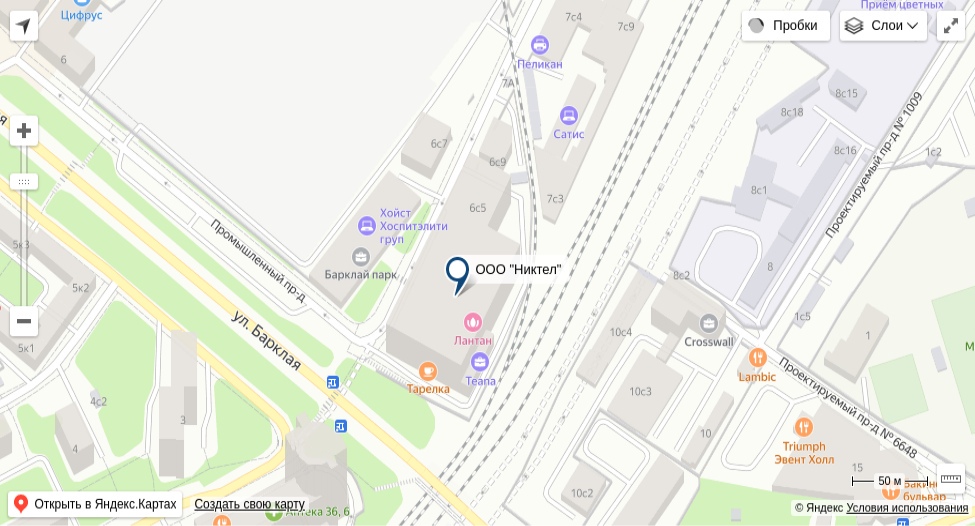 Приём цветных
Цифрус
7с4
7с9
Пробки
Слои
6
Пеликан
7А
8с15
Сатис
8с18
6с7
8с16
1с2
6с9
Проектируемый пр-д № 1009
8с1
7с3
Хойст
Хоспитэлити
груп
6с5
Промышленный пр-д
5к3
Барклай парк
ООО "Никтел"
8с2
8
5к2
ул. Барклая
1с5
10с4
1
5к1
Лантан
Crosswall
Тарелка
Теапа
Lambic
Проектируемый пр-д № 6648
4с2
10с3
3
4
10
Triumph
Эвент Холл
15
50 м
10с2
бульвар
Открыть в Яндекс.Картах
Создать свою карту
Аптека 36, 6
© Яндекс Условия использования